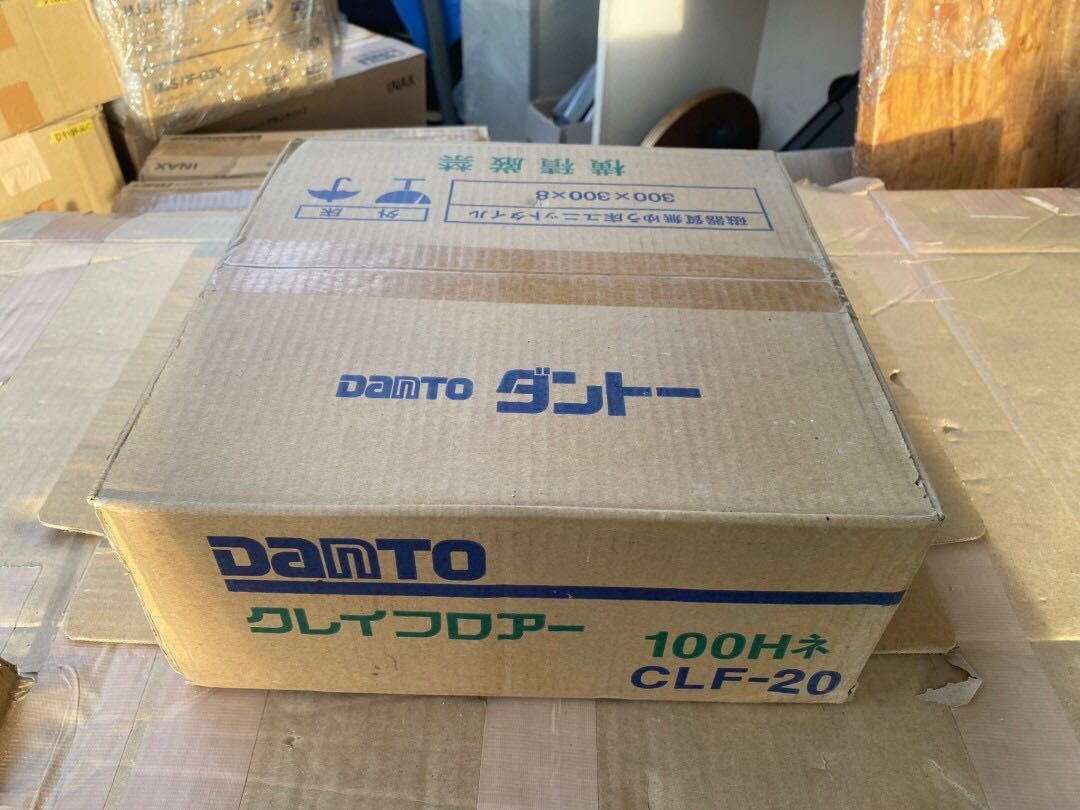 DANTO ダントー
DANTO
クレイフロアー
100Hネ
CLF-20
横積厳禁
300×300×8
磁器質無ゆう床ユニットタイル
外床
INAX
INAX